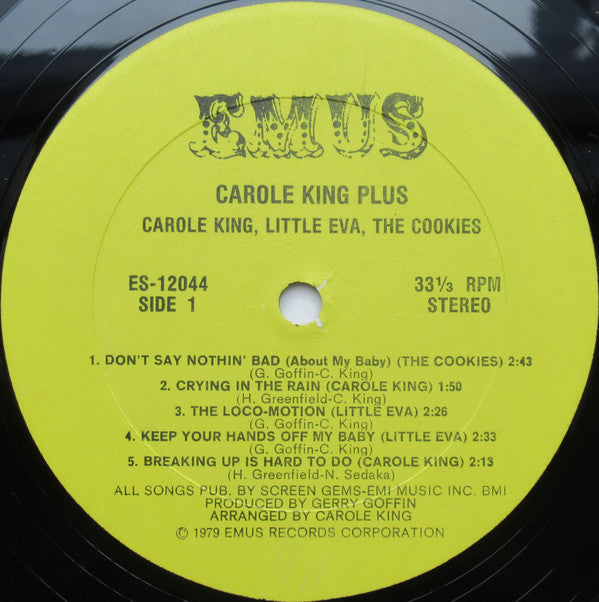 EMUS
CAROLE KING PLUS
CAROLE KING, LITTLE EVA, THE COOKIES
ES-12044 33⅓ RPM
SIDE 1 STEREO
1. DON'T SAY NOTHIN' BAD (About My Baby) (THE COOKIES) 2:43
(G. Goffin-C. King)
2. CRYING IN THE RAIN (CAROLE KING) 1:50
(H. Greenfield-C. King)
3. THE LOCO-MOTION (LITTLE EVA) 2:26
(G. Goffin-C. King)
4. KEEP YOUR HANDS OFF MY BABY (LITTLE EVA) 2:33
(G. Goffin-C. King)
5. BREAKING UP IS HARD TO DO (CAROLE KING) 2:13
(H. Greenfield-N. Sedaka)
ALL SONGS PUB. BY SCREEN GEMS-EMI MUSIC INC. BMI
PRODUCED BY GERRY GOFFIN
ARRANGED BY CAROLE KING
© 1979 EMUS RECORDS CORPORATION